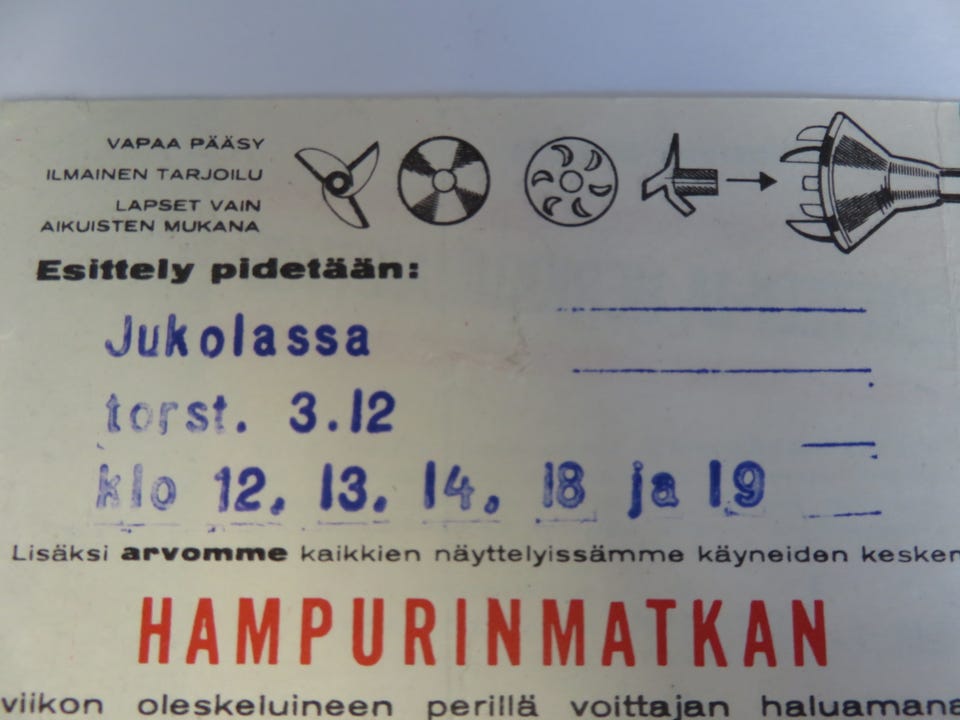 VAPAA PÄÄSY
ILMAINEN TARJOILU
LAPSET VAIN
AIKUISTEN MUKANA
Esittely pidetään:
Jukolassa
torst. 3.12
klo 12. 13. 14. 18 ja 19
Lisäksi arvomme kaikkien näyttelyissämme käyneiden kesken
HAMPURINMATKAN
viikon oleskeluineen perillä voittajan haluamana